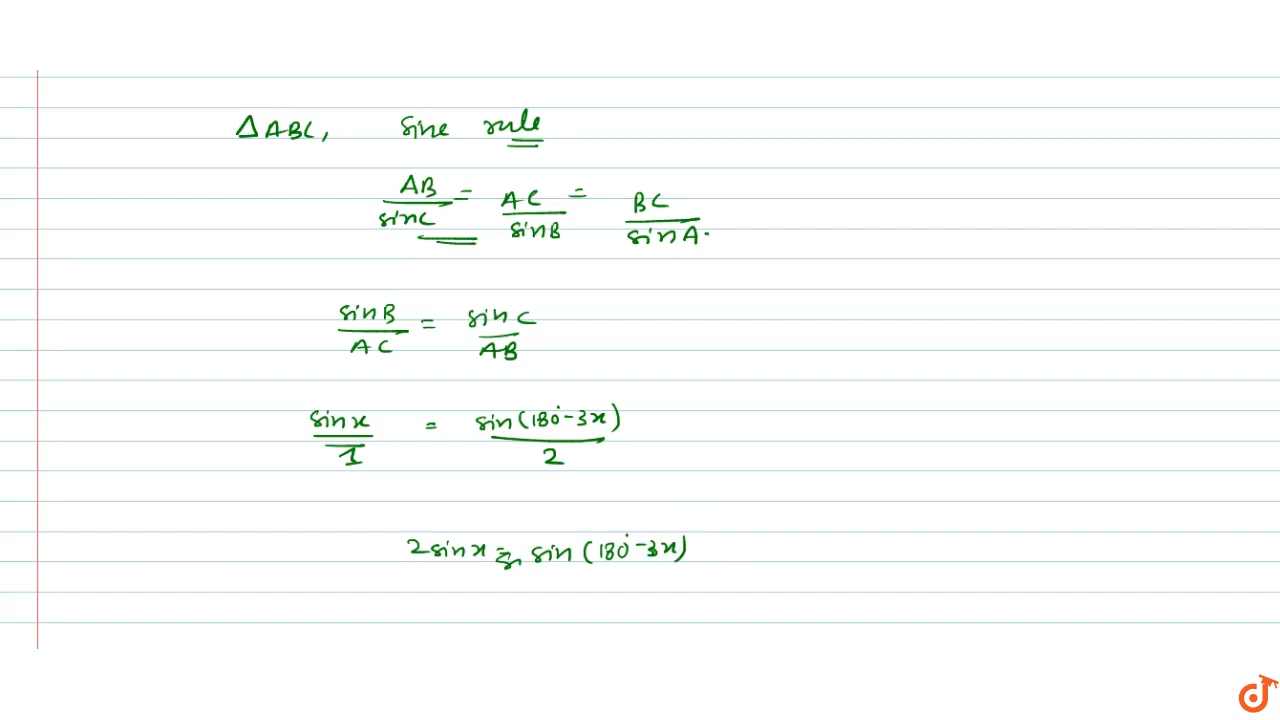 Δ ABC, Sine rule
AB/sinC = AC/sinB = BC/sinA.
sinB/AC = sinC/AB
sinx/1 = sin(180°-3x)/2
2sinx = sin(180°-3x)